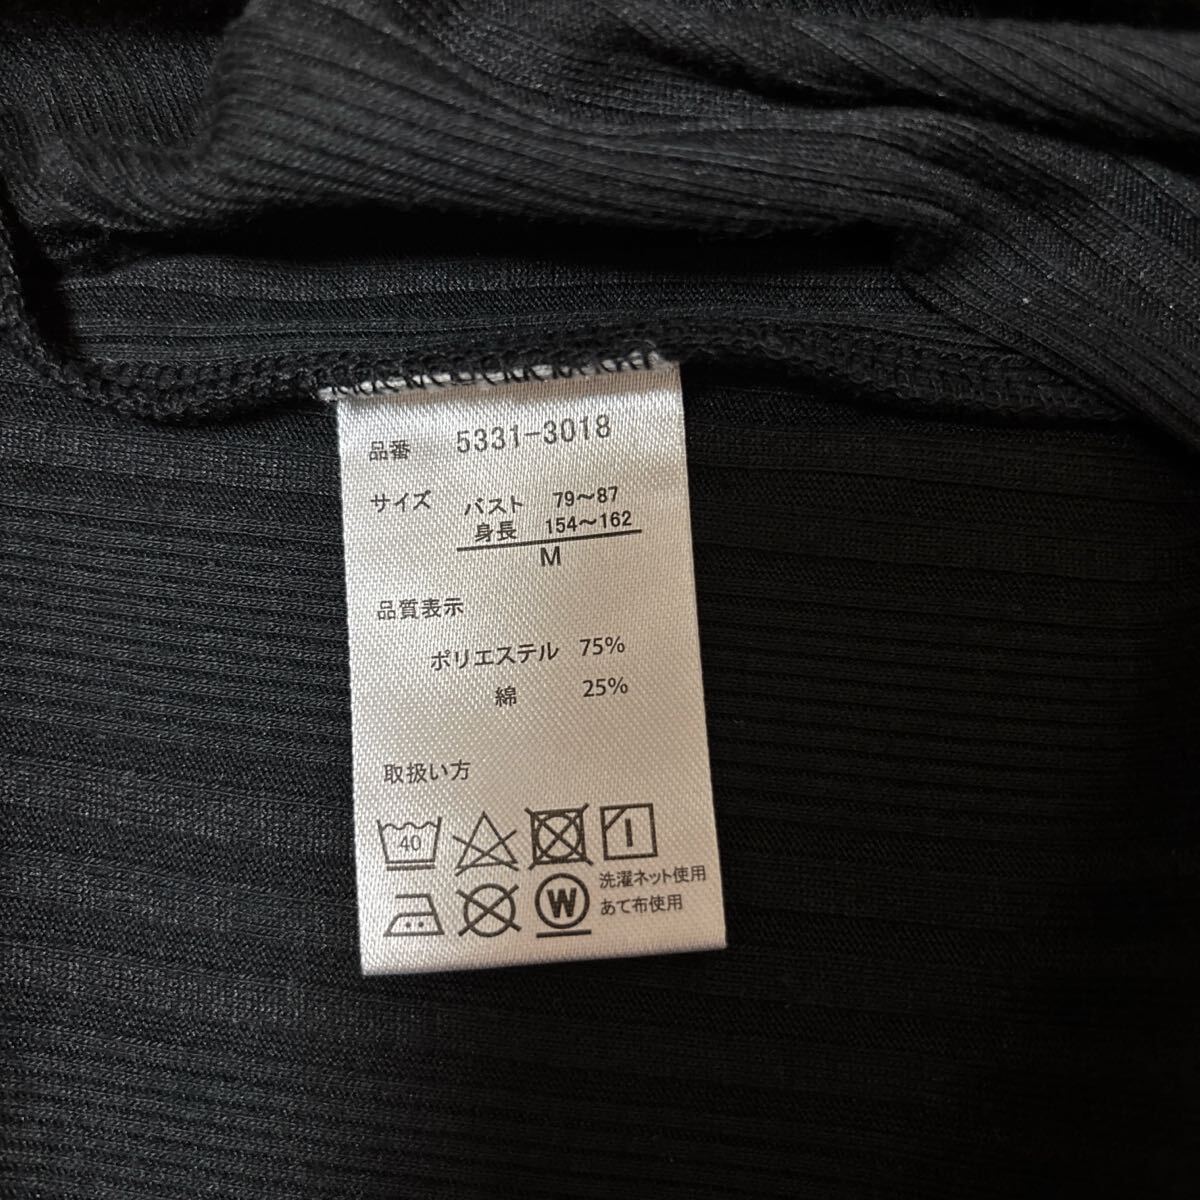 品番 5331-3018
サイズ バスト 79～87
身長 154～162
M
品質表示
ポリエステル 75%
綿 25%
取扱い方
40
洗濯ネット使用
W
あて布使用